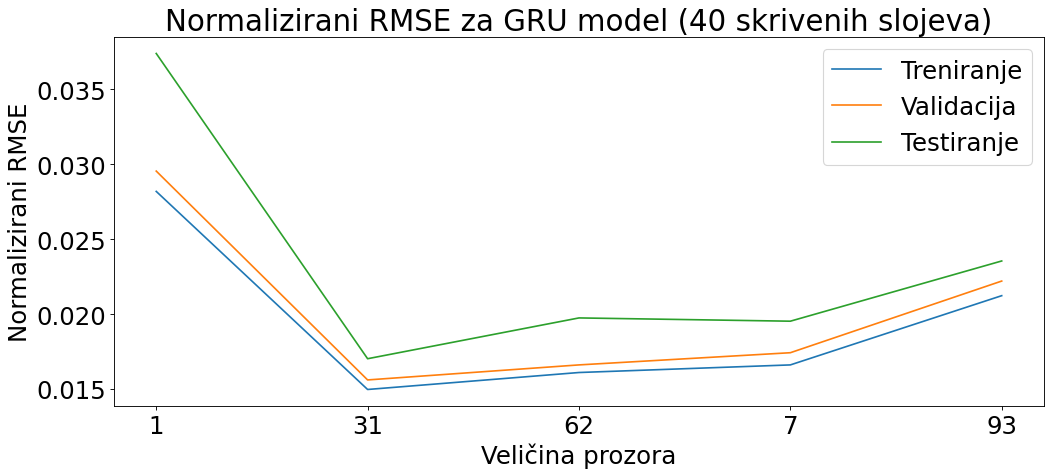 Normalizirani RMSE za GRU model (40 skrivenih slojeva)
Normalizirani RMSE
0.035
0.030
0.025
0.020
0.015
Treniranje
Validacija
Testiranje
1 31 62 7 93
Veličina prozora